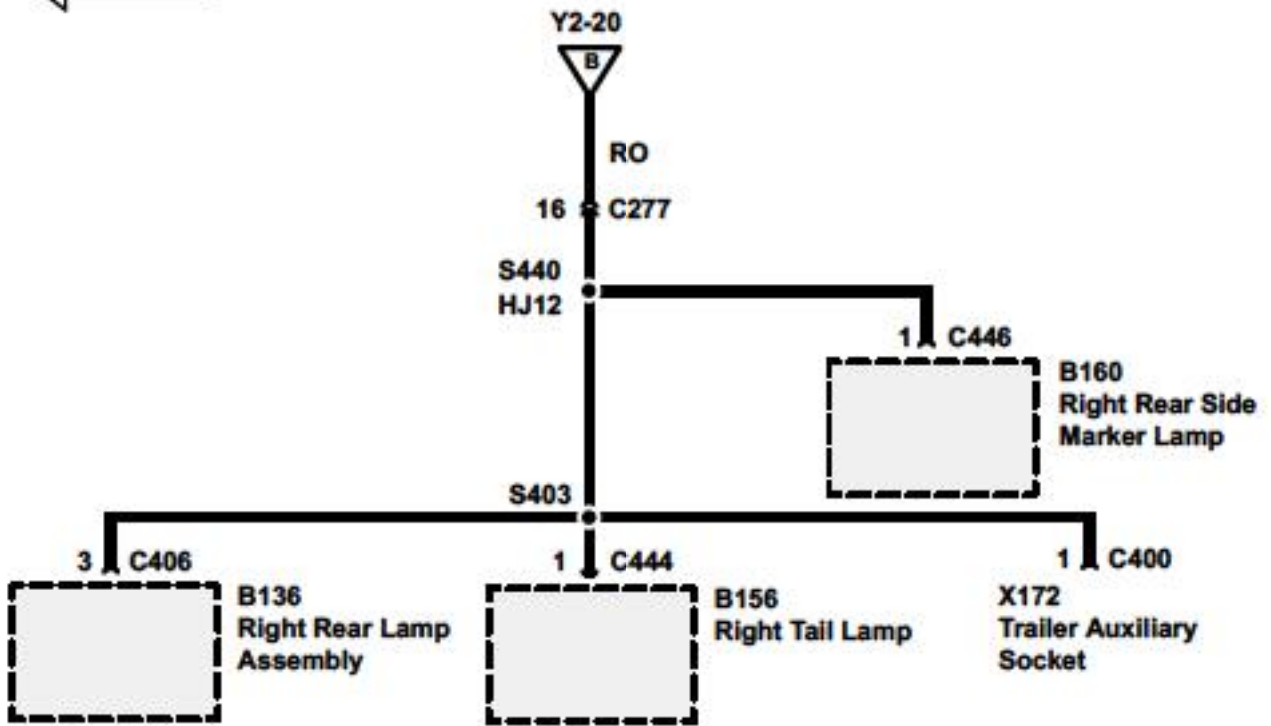 Y2-20
B
RO
16 C277
S440
HJ12
1 C446
B160
Right Rear Side
Marker Lamp
S403
3 C406
1 C444
1 C400
B136
Right Rear Lamp
Assembly
B156
Right Tail Lamp
X172
Trailer Auxiliary
Socket